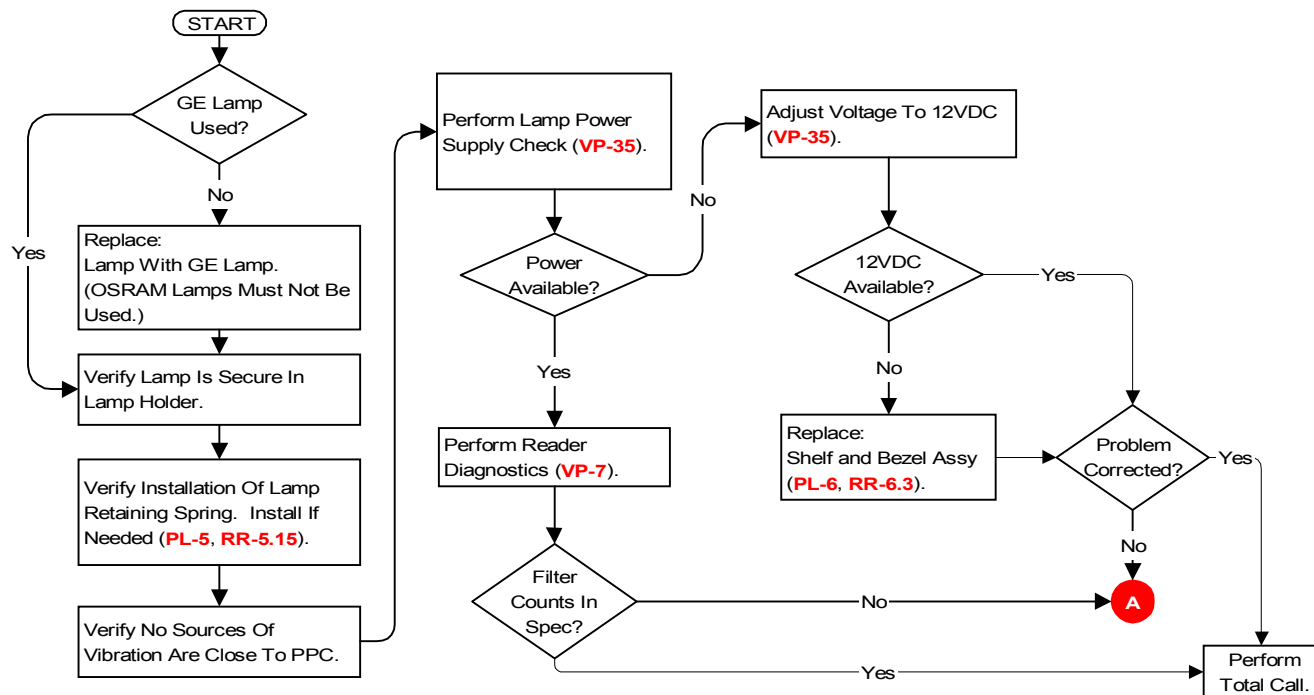 START
GE Lamp
Used?
No
Yes
Replace:
Lamp With GE Lamp.
(OSRAM Lamps Must Not Be
Used.)
Verify Lamp Is Secure In
Lamp Holder.
Verify Installation Of Lamp
Retaining Spring. Install If
Needed (PL-5, RR-5.15).
Verify No Sources Of
Vibration Are Close To PPC.
Perform Lamp Power
Supply Check (VP-35).
Power
Available?
No
Yes
Perform Reader
Diagnostics (VP-7).
Filter
Counts In
Spec?
No
Yes
Adjust Voltage To 12VDC
(VP-35).
12VDC
Available?
Yes
No
Replace:
Shelf and Bezel Assy
(PL-6, RR-6.3).
Problem
Corrected?
Yes
No
A
Perform
Total Call.